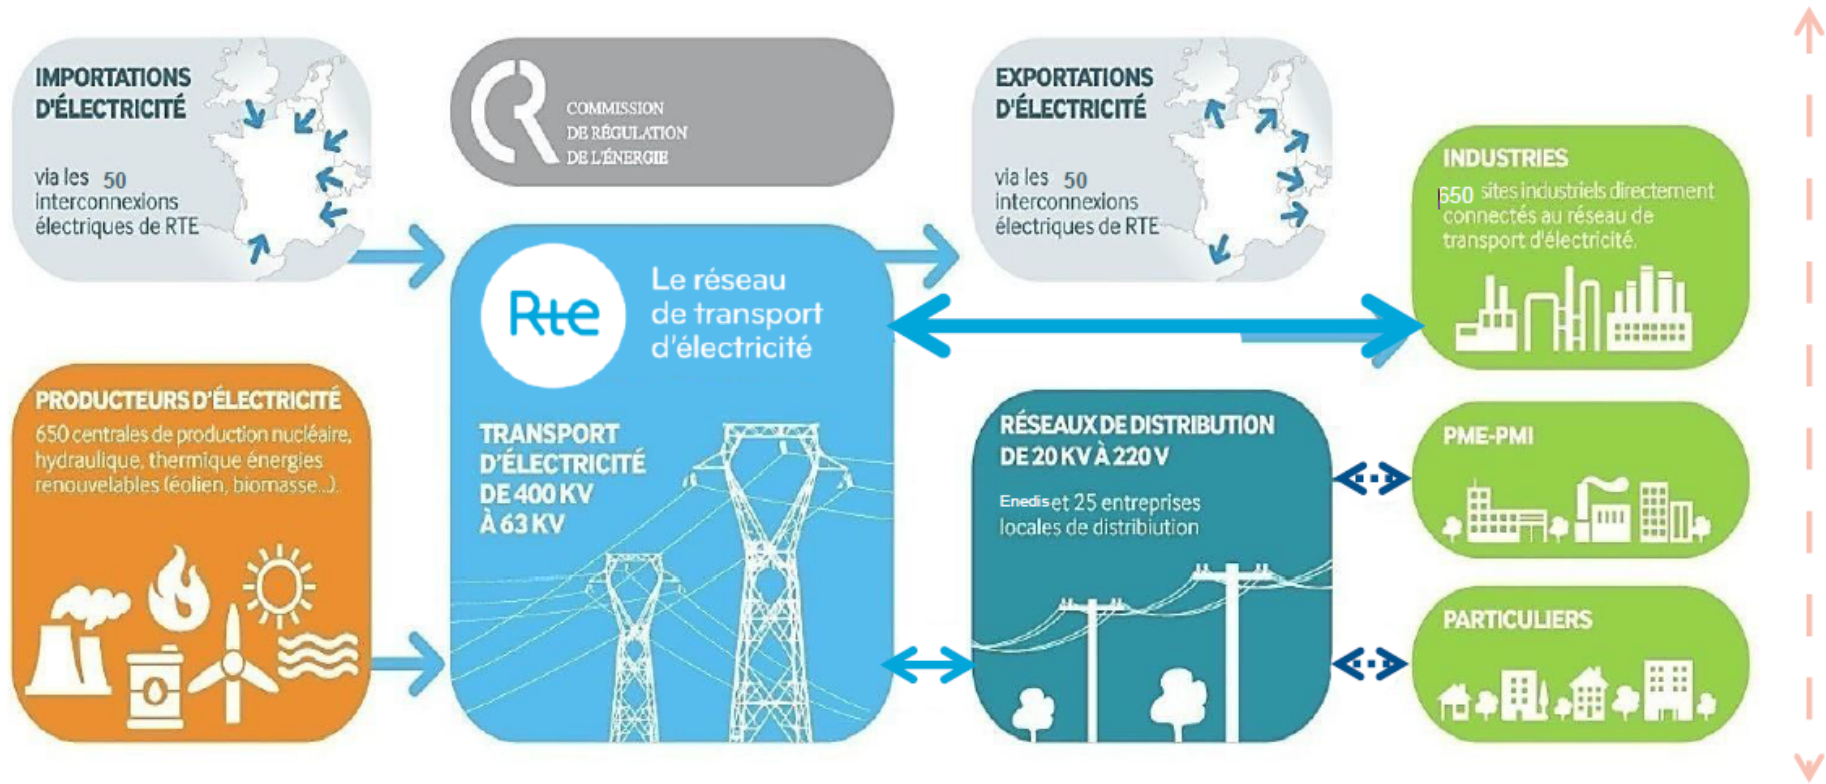 IMPORTATIONS
D'ÉLECTRICITÉ
via les 50
interconnexions
électriques de RTE
COMMISSION
DE RÉGULATION
DE L'ÉNERGIE
EXPORTATIONS
D'ÉLECTRICITÉ
via les 50
interconnexions
électriques de RTE
INDUSTRIES
650 sites industriels directement
connectés au réseau de
transport d'électricité.
Rte
Le réseau
de transport
d'électricité
PRODUCTEURS D'ÉLECTRICITÉ
650 centrales de production nucléaire,
hydraulique, thermique énergies
renouvelables (éolien, biomasse...).
TRANSPORT
D'ÉLECTRICITÉ
DE 400 KV
À 63 KV
RÉSEAUX DE DISTRIBUTION
DE 20 KV À 220 V
Enedis et 25 entreprises
locales de distribiution
PME-PMI
PARTICULIERS